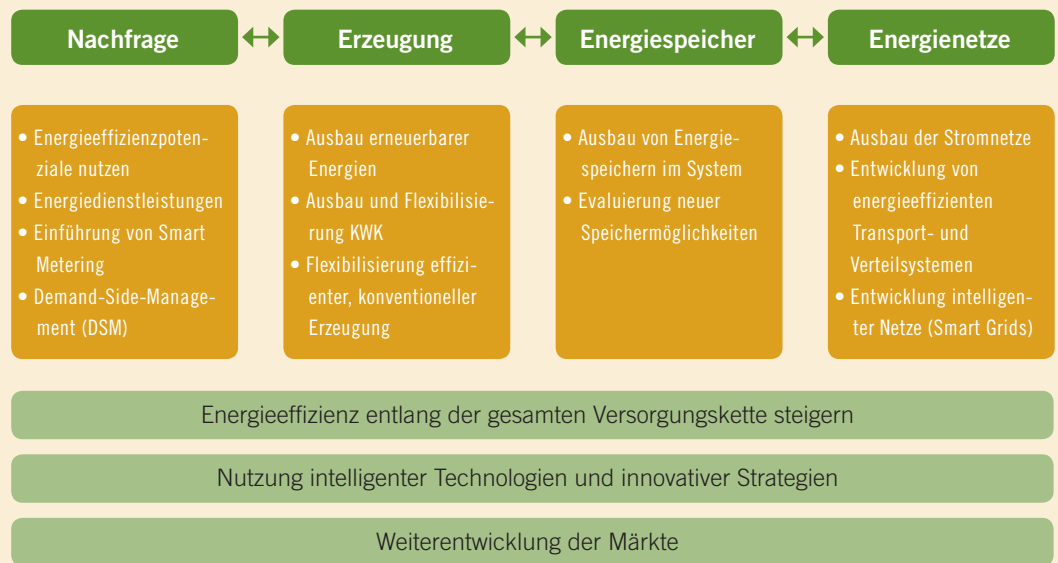 Nachfrage
Erzeugung
Energiespeicher
Energienetze
• Energieeffizienzpoten-
ziale nutzen
• Energiedienstleistungen
• Einführung von Smart
Metering
• Demand-Side-Manage-
ment (DSM)
• Ausbau erneuerbarer
Energien
• Ausbau und Flexibilisie-
rung KWK
• Flexibilisierung effizi-
enter, konventioneller
Erzeugung
• Ausbau von Energie-
speichern im System
• Evaluierung neuer
Speichermöglichkeiten
• Ausbau der Stromnetze
• Entwicklung von
energieeffizienten
Transport- und
Verteilsystemen
• Entwicklung intelligen-
ter Netze (Smart Grids)
Energieeffizienz entlang der gesamten Versorgungskette steigern
Nutzung intelligenter Technologien und innovativer Strategien
Weiterentwicklung der Märkte